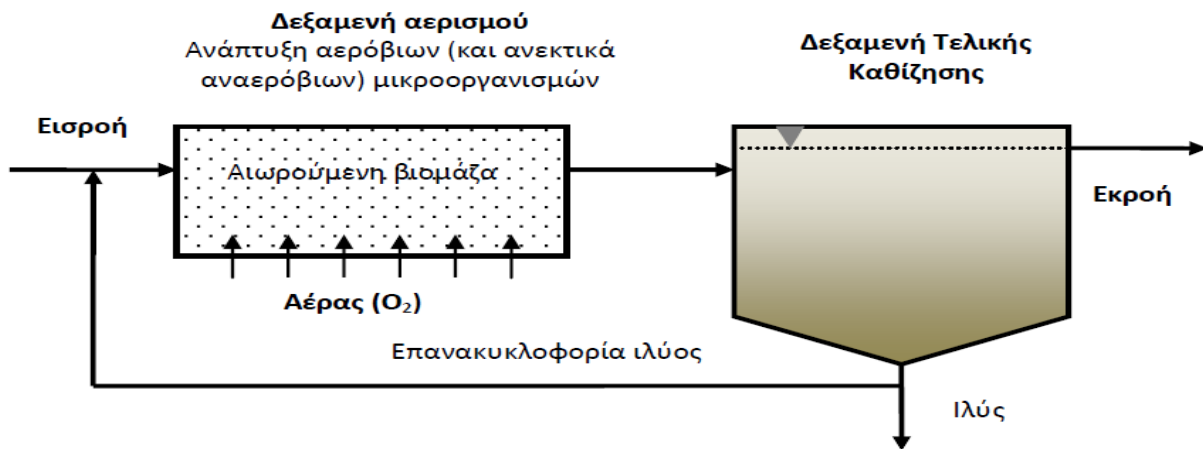 Δεξαμενή αερισμού
Ανάπτυξη αερόβιων (και ανεκτικά
αναερόβιων) μικροοργανισμών
Δεξαμενή Τελικής
Καθίζησης
Εισροή
Αιωρούμενη βιομάζα
Εκροή
Αέρας (O₂)
Επανακυκλοφορία ιλύος
Ιλύς